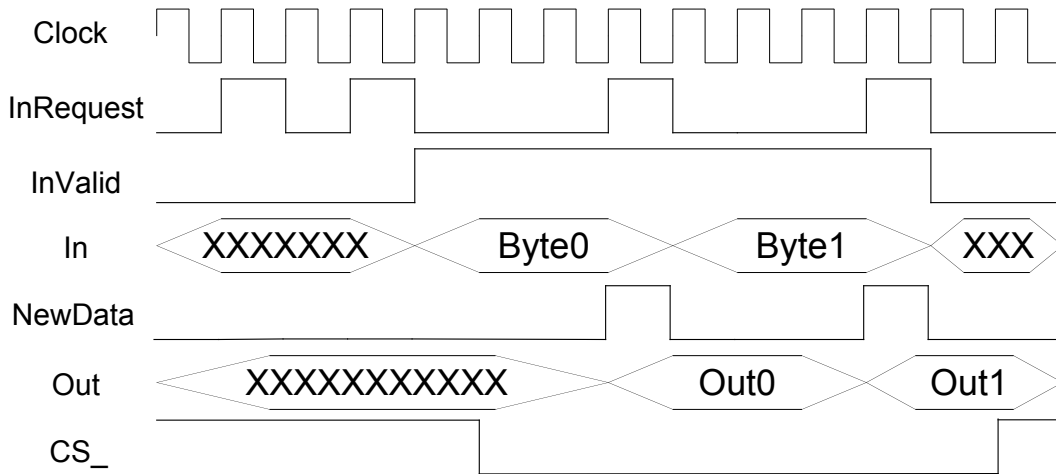 Clock
InRequest
InValid
In XXXXXXX Byte0 Byte1 XXX
NewData
Out XXXXXXXXXXX Out0 Out1
CS_